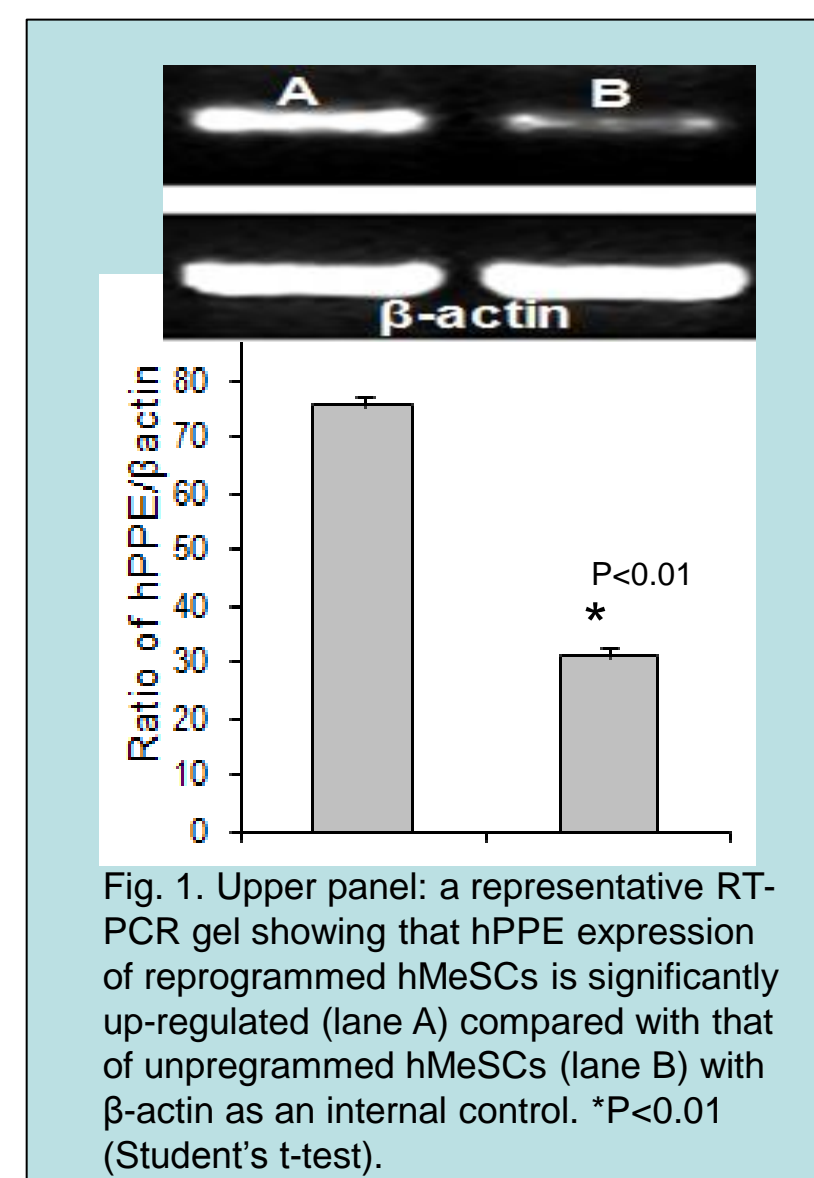 A B
β-actin
Ratio of hPPE/βactin
80
70
60
50
40
30
20
10
0
P<0.01
*
Fig. 1. Upper panel: a representative RT-
PCR gel showing that hPPE expression
of reprogrammed hMeSCs is significantly
up-regulated (lane A) compared with that
of unpregrammed hMeSCs (lane B) with
β-actin as an internal control. *P<0.01
(Student’s t-test).